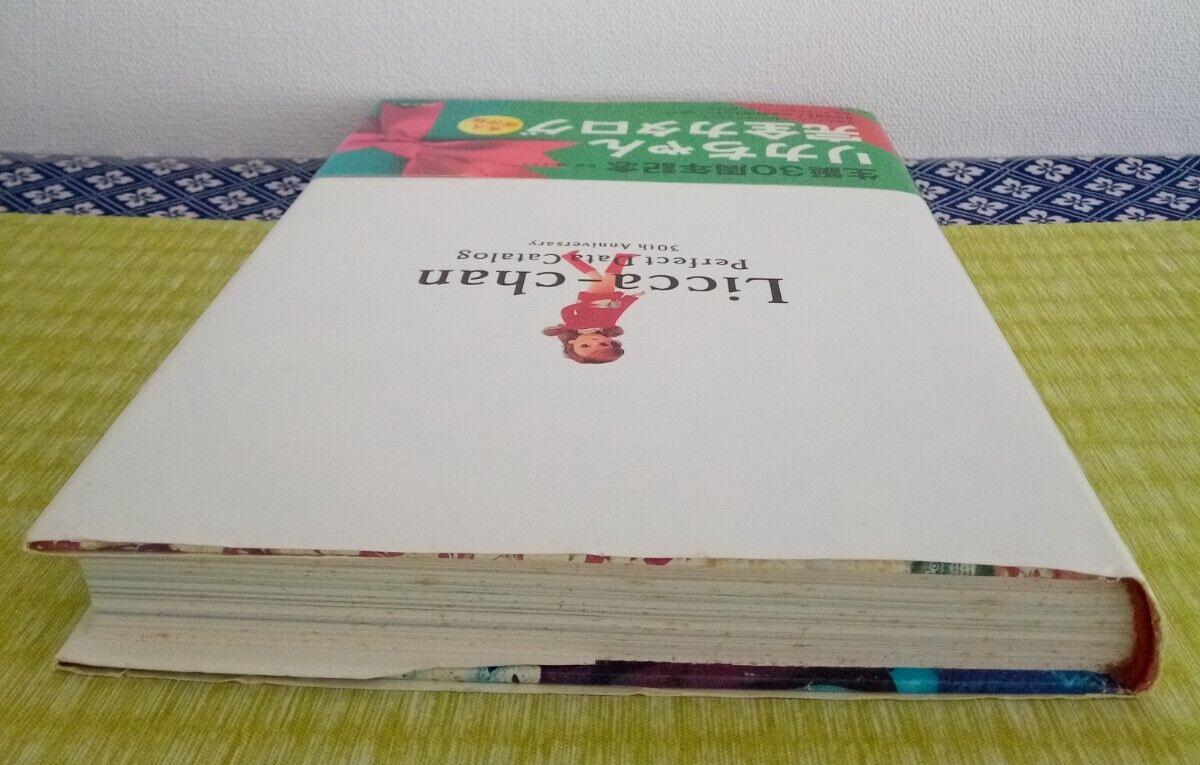 Licca-chan
Perfect Data Catalog
30th Anniversary
生誕30周年記念
リカちゃん
完全カタログ